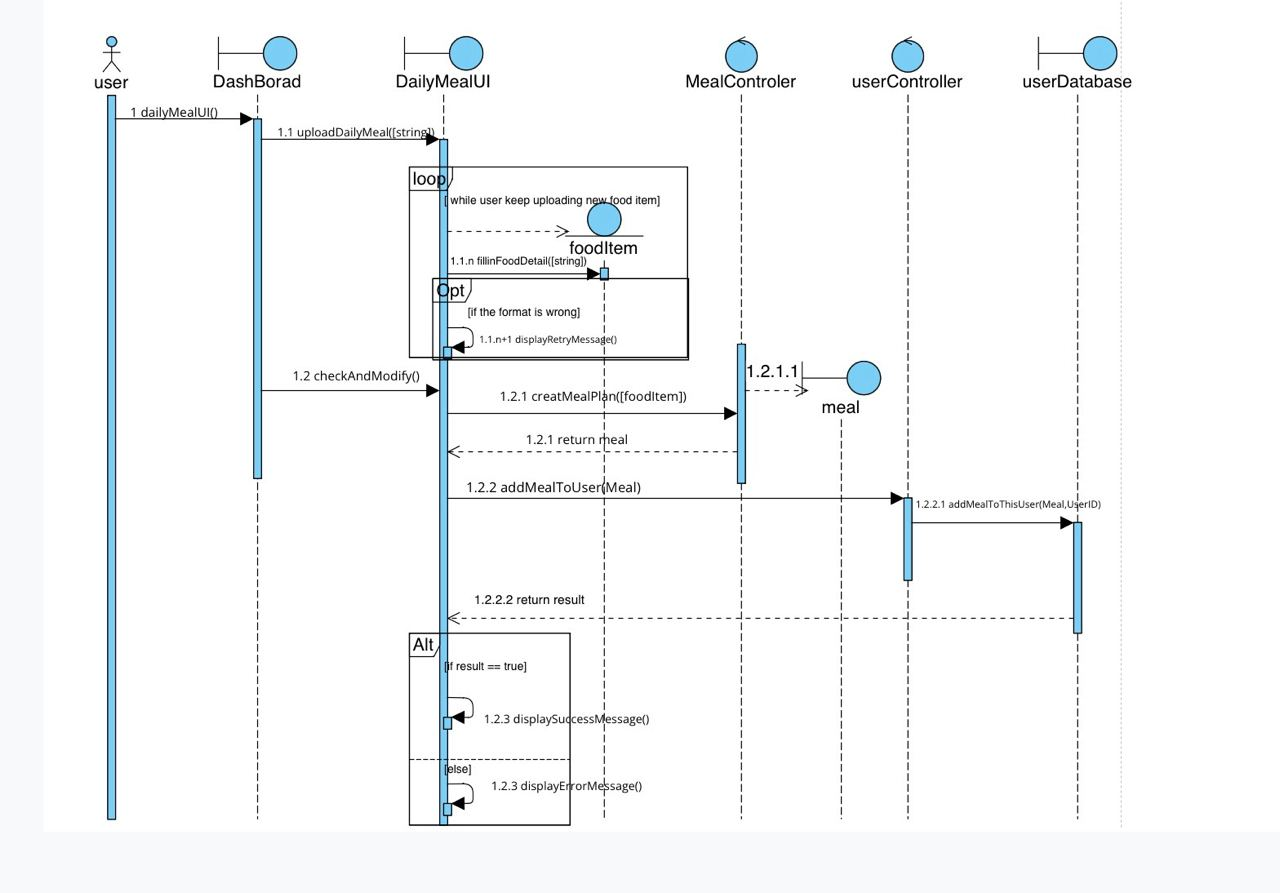 user
DashBorad
DailyMealUI
MealControler
userController
userDatabase
1 dailyMealUI()
1.1 uploadDailyMeal([string])
loop
[ while user keep uploading new food item]
foodItem
1.1.n fillinFoodDetail([string])
Opt
[if the format is wrong]
1.1.n+1 displayRetryMessage()
1.2 checkAndModify()
1.2.1.1
meal
1.2.1 creatMealPlan([foodItem])
1.2.1 return meal
1.2.2 addMealToUser(Meal)
1.2.2.1 addMealToThisUser(Meal,UserID)
1.2.2.2 return result
Alt
[if result == true]
1.2.3 displaySuccessMessage()
[else]
1.2.3 displayErrorMessage()